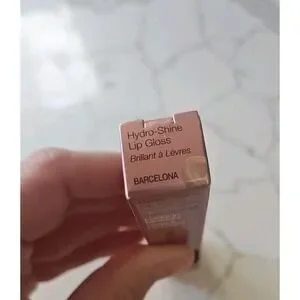 Hydro-Shine
Lip Gloss
Brillant à Lèvres
BARCELONA